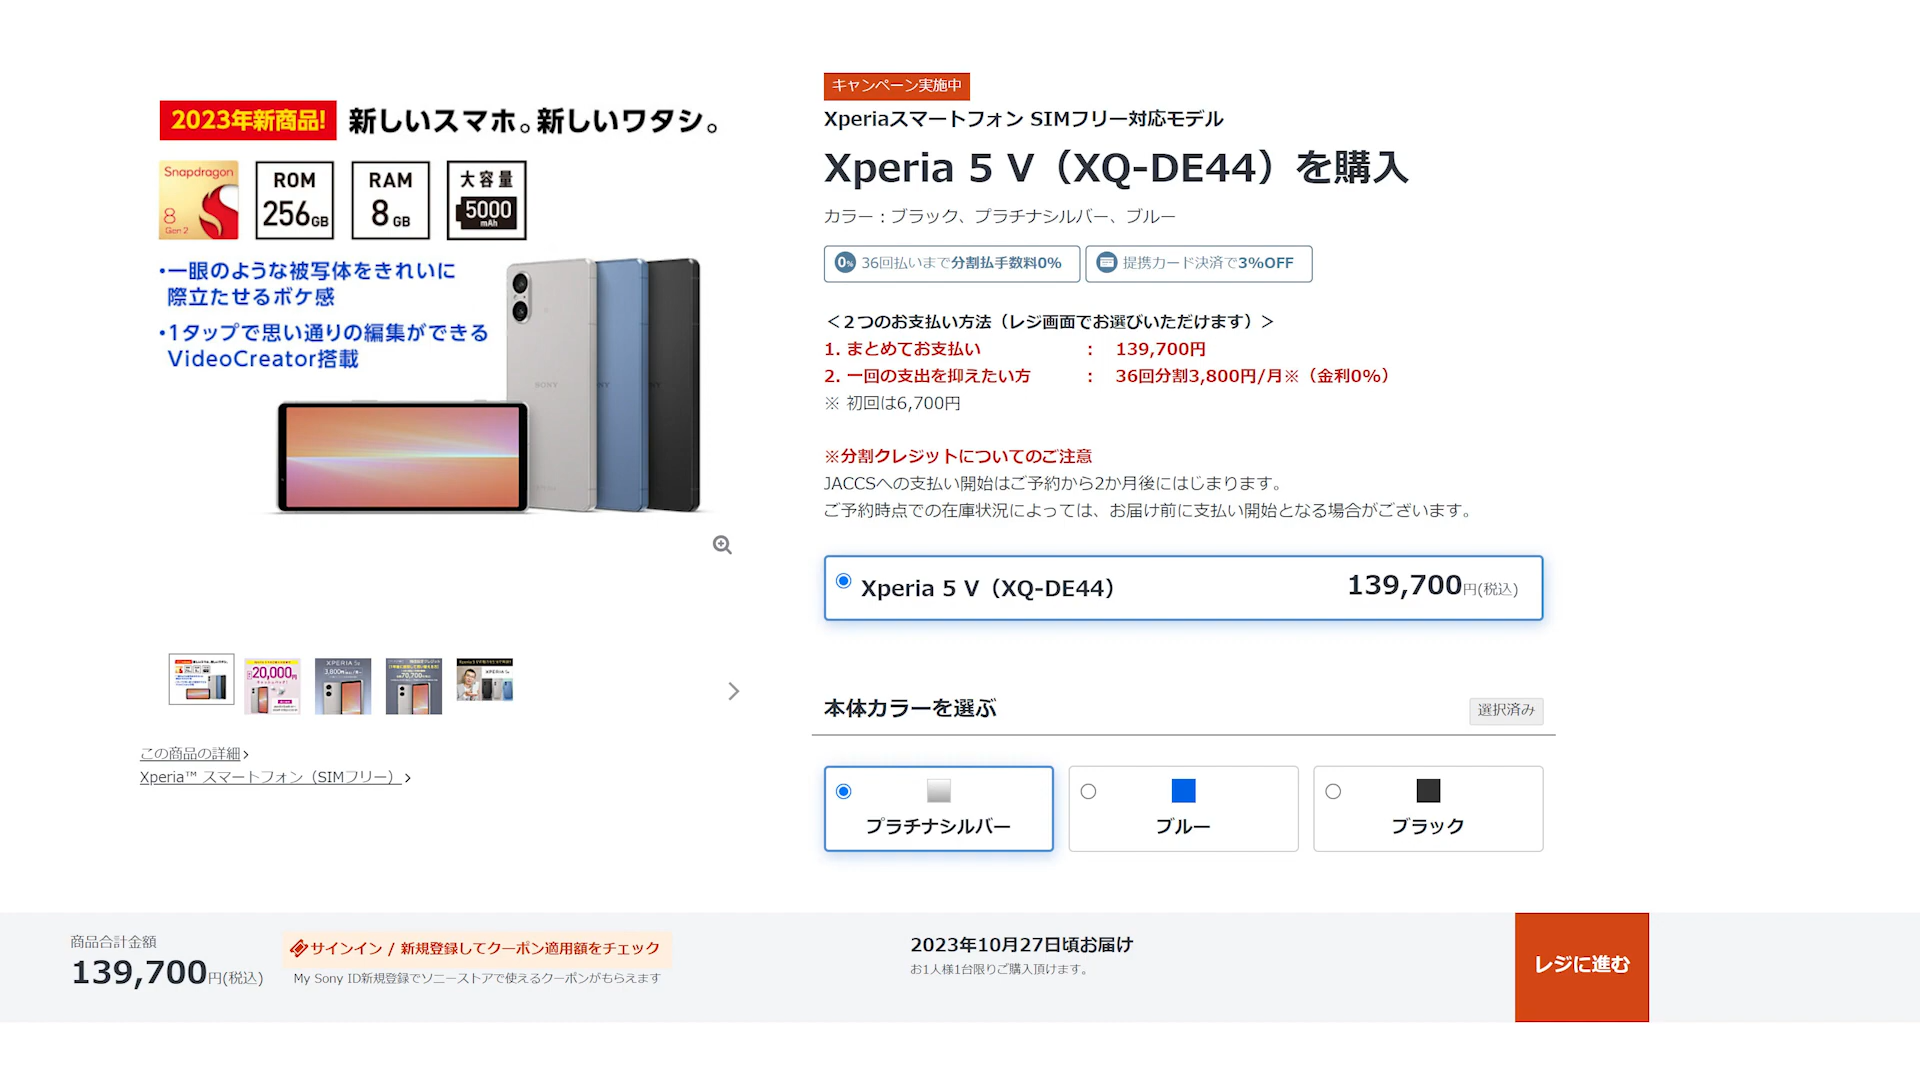 2023年新商品! 新しいスマホ。新しいワタシ。
Snapdragon
8
Gen 2
ROM
256GB
RAM
8GB
大容量
5000
mAh
・一眼のような被写体をきれいに
際立たせるボケ感
・1タップで思い通りの編集ができる
VideoCreator搭載
SONY
この商品の詳細
Xperia™ スマートフォン（SIMフリー）
キャンペーン実施中
Xperiaスマートフォン SIMフリー対応モデル
Xperia 5 V（XQ-DE44）を購入
カラー：ブラック、プラチナシルバー、ブルー
0% 36回払いまで分割払手数料0%
提携カード決済で3%OFF
＜２つのお支払い方法（レジ画面でお選びいただけます）＞
1. まとめてお支払い ： 139,700円
2. 一回の支出を抑えたい方 ： 36回分割3,800円/月※（金利0%）
※ 初回は6,700円
※分割クレジットについてのご注意
JACCSへの支払い開始はご予約から2か月後にはじまります。
ご予約時点での在庫状況によっては、お届け前に支払い開始となる場合がございます。
Xperia 5 V（XQ-DE44） 139,700円(税込)
本体カラーを選ぶ
選択済み
プラチナシルバー
ブルー
ブラック
商品合計金額
139,700円(税込)
サインイン / 新規登録してクーポン適用額をチェック
My Sony ID新規登録でソニーストアで使えるクーポンがもらえます
2023年10月27日頃お届け
お1人様1台限りご購入頂けます。
レジに進む